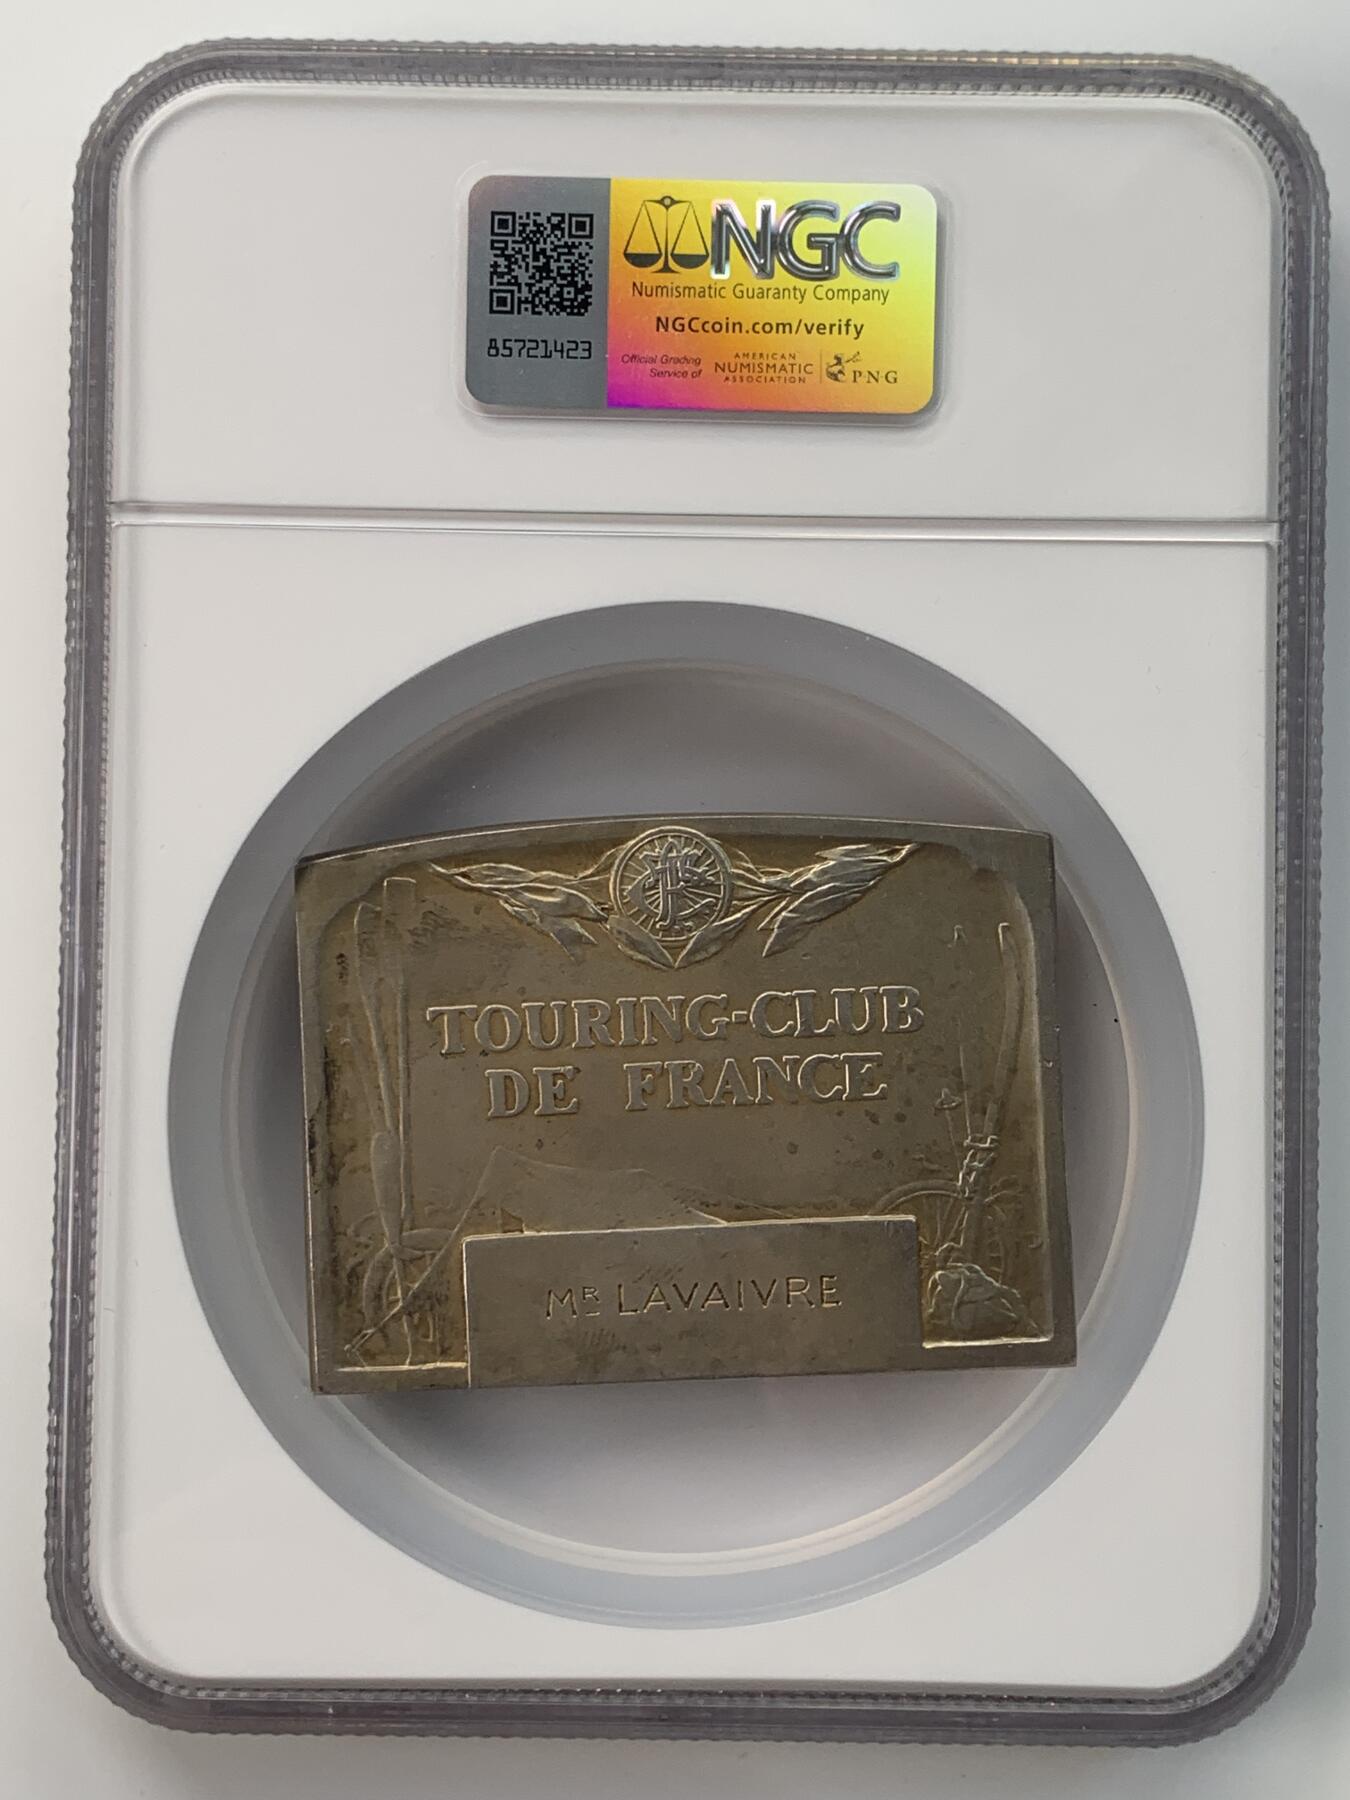 NGC
Numismatic Guaranty Company
NGCcoin.com/verify
85721423
Official Grading
Service of
AMERICAN
NUMISMATIC
ASSOCIATION
PNG
TCF
TOURING-CLUB
DE FRANCE
MR LAVAIVRE